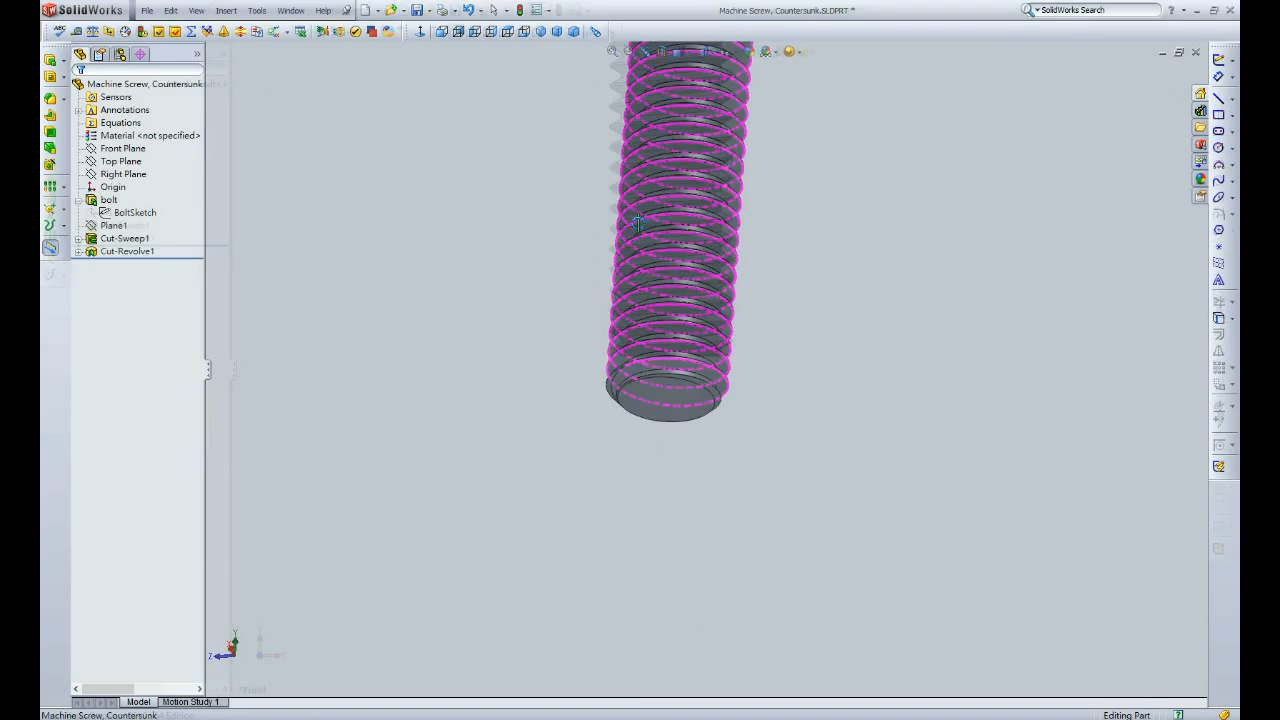 SolidWorks
File Edit View Insert Tools Window Help
Machine Screw, Countersunk.SLDPRT *
SolidWorks Search
Machine Screw, Countersunk
Sensors
Annotations
Equations
Material <not specified>
Front Plane
Top Plane
Right Plane
Origin
bolt
BoltSketch
Plane1
Cut-Sweep1
Cut-Revolve1
Y
Z
*Front
Model Motion Study 1
Machine Screw, Countersunk
Editing Part